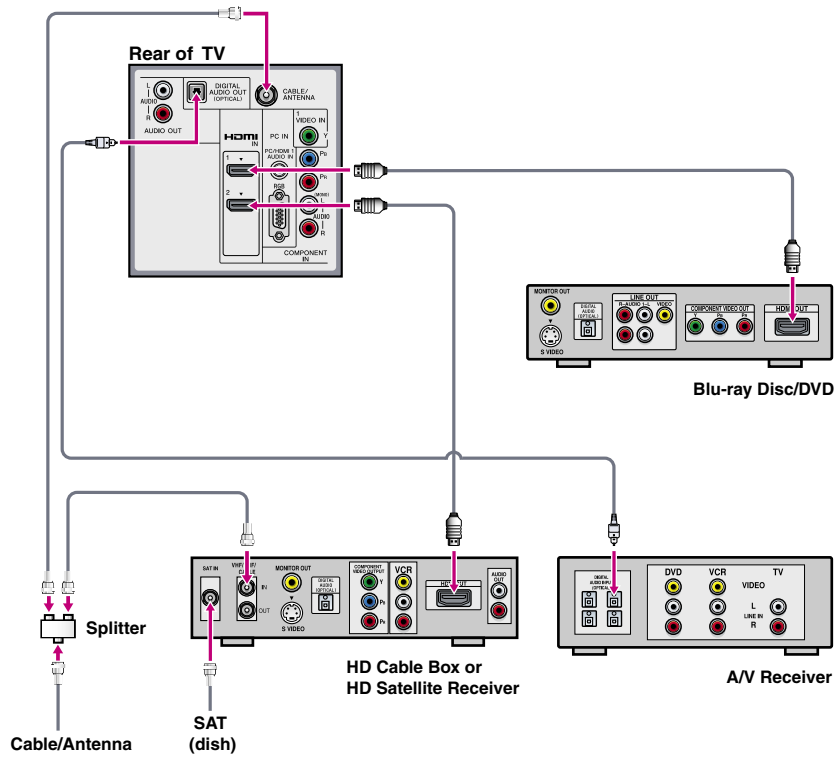 Rear of TV
L
AUDIO
R
AUDIO OUT
DIGITAL
AUDIO OUT
(OPTICAL)
CABLE/
ANTENNA
HDMI
IN
1
2
PC IN
PC/HDMI 1
AUDIO IN
RGB
1
VIDEO IN
Y
PB
PR
(MONO)
L
AUDIO
R
COMPONENT
IN
MONITOR OUT
S VIDEO
DIGITAL
AUDIO
(OPTICAL)
LINE OUT
R–AUDIO 1–L VIDEO
COMPONENT VIDEO OUT
Y PB PR
HDMI OUT
Blu-ray Disc/DVD
SAT IN
VHF/UHF/
CABLE
IN
OUT
MONITOR OUT
S VIDEO
DIGITAL
AUDIO
(OPTICAL)
COMPONENT
VIDEO OUTPUT
Y
PB
PR
VCR
HDMI OUT
AUDIO
OUT
HD Cable Box or
HD Satellite Receiver
DIGITAL
AUDIO INPUT
(OPTICAL)
DVD VCR TV
VIDEO
L
LINE IN
R
A/V Receiver
Splitter
Cable/Antenna
SAT
(dish)